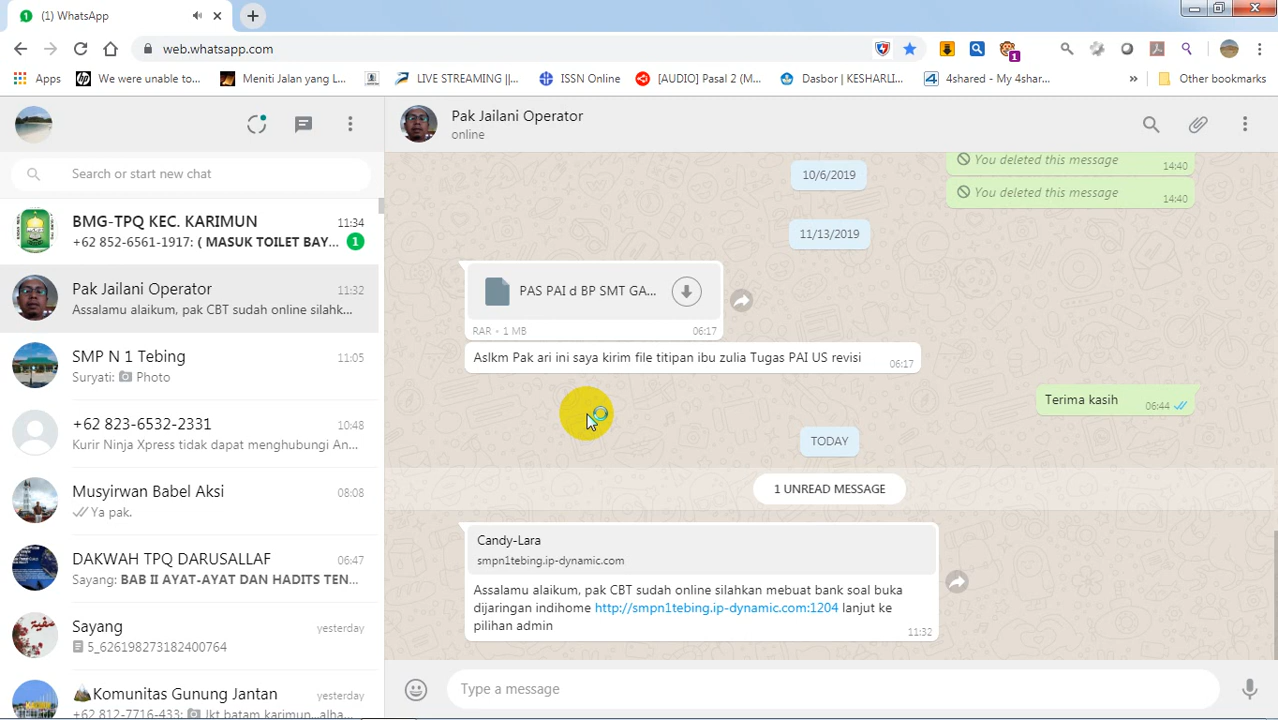 (1) WhatsApp
web.whatsapp.com
1
Apps
We were unable to...
Meniti Jalan yang L...
LIVE STREAMING ||...
ISSN Online
[AUDIO] Pasal 2 (M...
Dasbor | KESHARLI...
4shared - My 4shar...
»
Other bookmarks
Search or start new chat
BMG-TPQ KEC. KARIMUN 11:34
+62 852-6561-1917: ( MASUK TOILET BAY... 1
Pak Jailani Operator 11:32
Assalamu alaikum, pak CBT sudah online silahk...
SMP N 1 Tebing 11:05
Suryati: Photo
+62 823-6532-2331 10:48
Kurir Ninja Xpress tidak dapat menghubungi An...
Musyirwan Babel Aksi 08:08
Ya pak.
DAKWAH TPQ DARUSALLAF 06:47
Sayang: BAB II AYAT-AYAT DAN HADITS TEN...
Sayang yesterday
5_626198273182400764
Komunitas Gunung Jantan yesterday
+62 812-7716-433: Jkt batam karimun...alha...
Pak Jailani Operator
online
You deleted this message 14:40
10/6/2019
You deleted this message 14:40
11/13/2019
PAS PAI d BP SMT GA...
RAR • 1 MB 06:17
Aslkm Pak ari ini saya kirim file titipan ibu zulia Tugas PAI US revisi 06:17
Terima kasih 06:44
TODAY
1 UNREAD MESSAGE
Candy-Lara
smpn1tebing.ip-dynamic.com
Assalamu alaikum, pak CBT sudah online silahkan mebuat bank soal buka
dijaringan indihome http://smpn1tebing.ip-dynamic.com:1204 lanjut ke
pilihan admin
11:32
Type a message